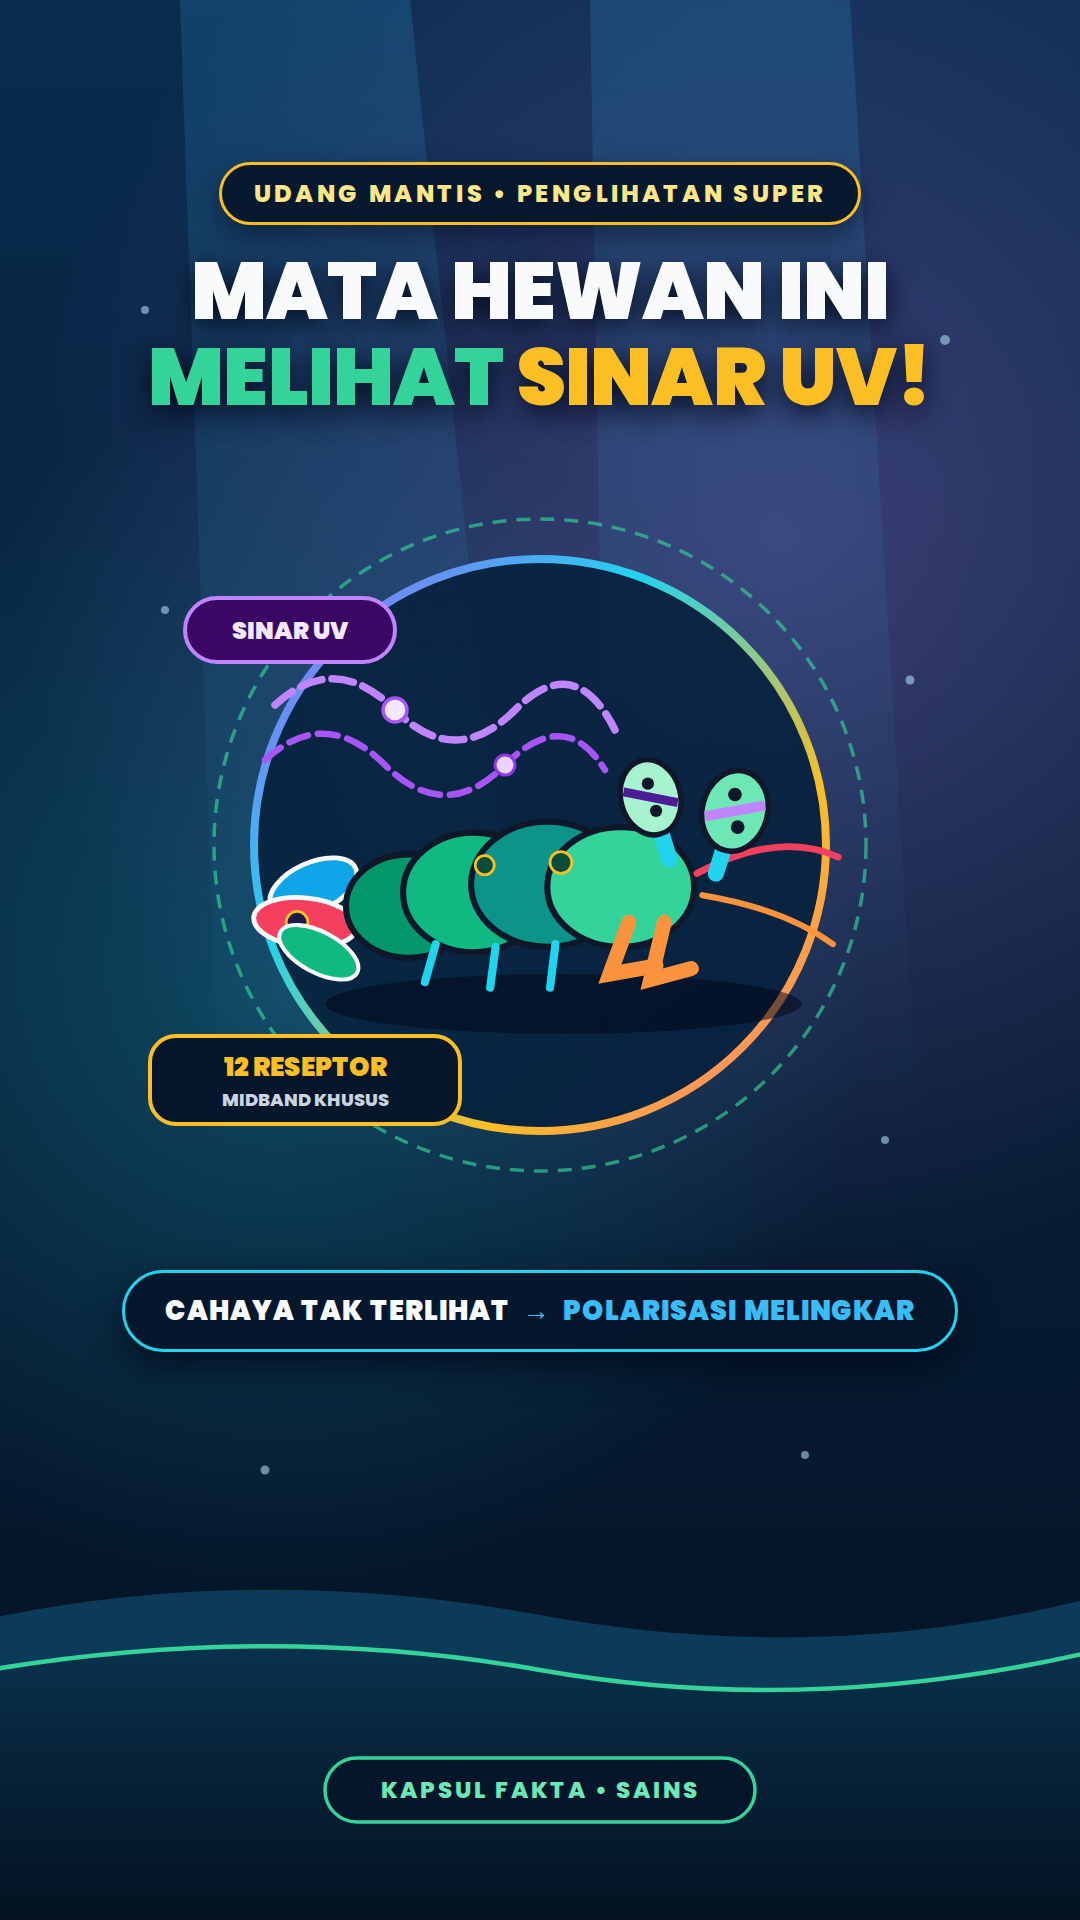 UDANG MANTIS • PENGLIHATAN SUPER
MATA HEWAN INI
MELIHAT SINAR UV!
SINAR UV
12 RESEPTOR
MIDBAND KHUSUS
CAHAYA TAK TERLIHAT → POLARISASI MELINGKAR
KAPSUL FAKTA • SAINS